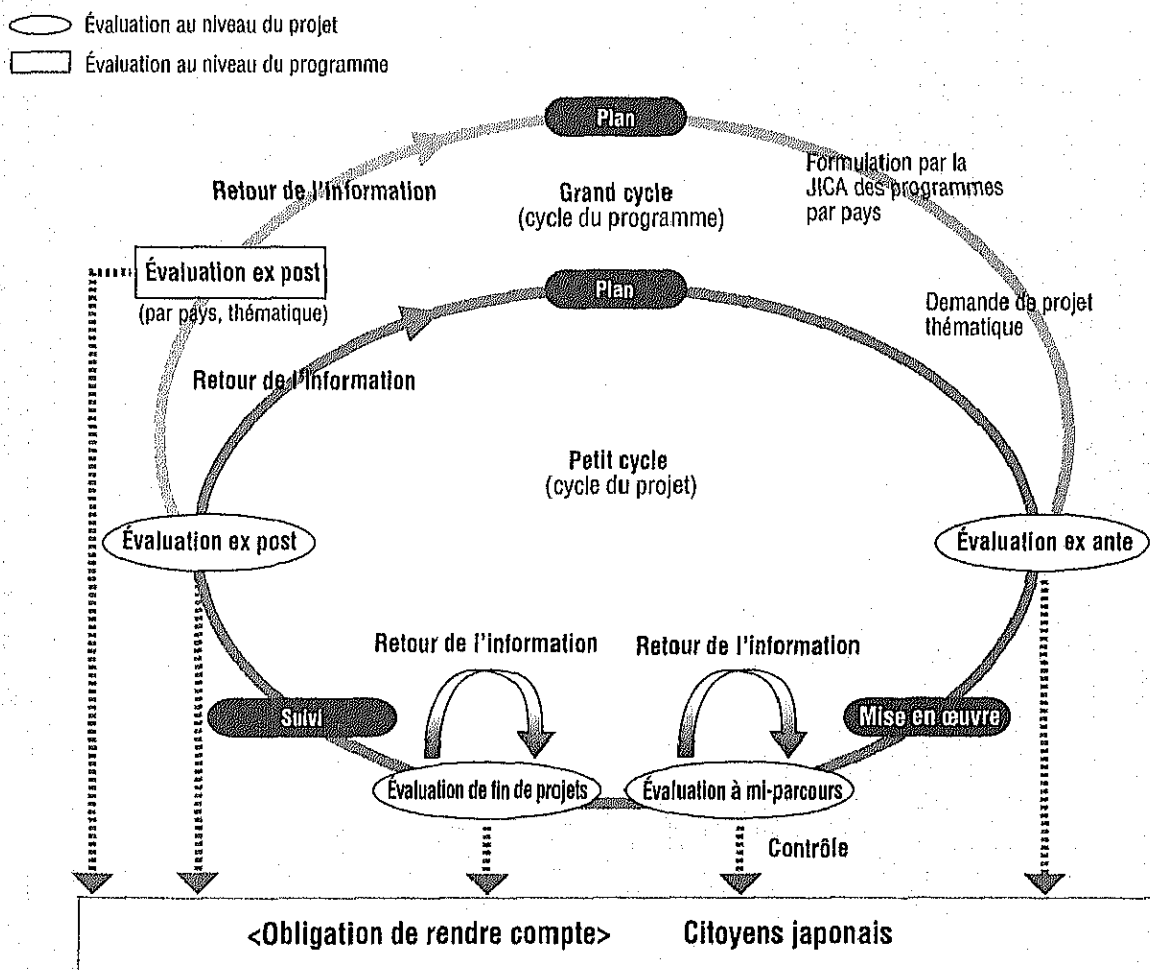 Évaluation au niveau du projet
Évaluation au niveau du programme
Plan
Retour de l'information
Grand cycle
(cycle du programme)
Formulation par la
JICA des programmes
par pays
Évaluation ex post
(par pays, thématique)
Plan
Demande de projet
thématique
Retour de l'information
Petit cycle
(cycle du projet)
Évaluation ex post
Évaluation ex ante
Retour de l'information
Retour de l'information
Suivi
Mise en œuvre
Évaluation de fin de projets
Évaluation à mi-parcours
Contrôle
<Obligation de rendre compte> Citoyens japonais